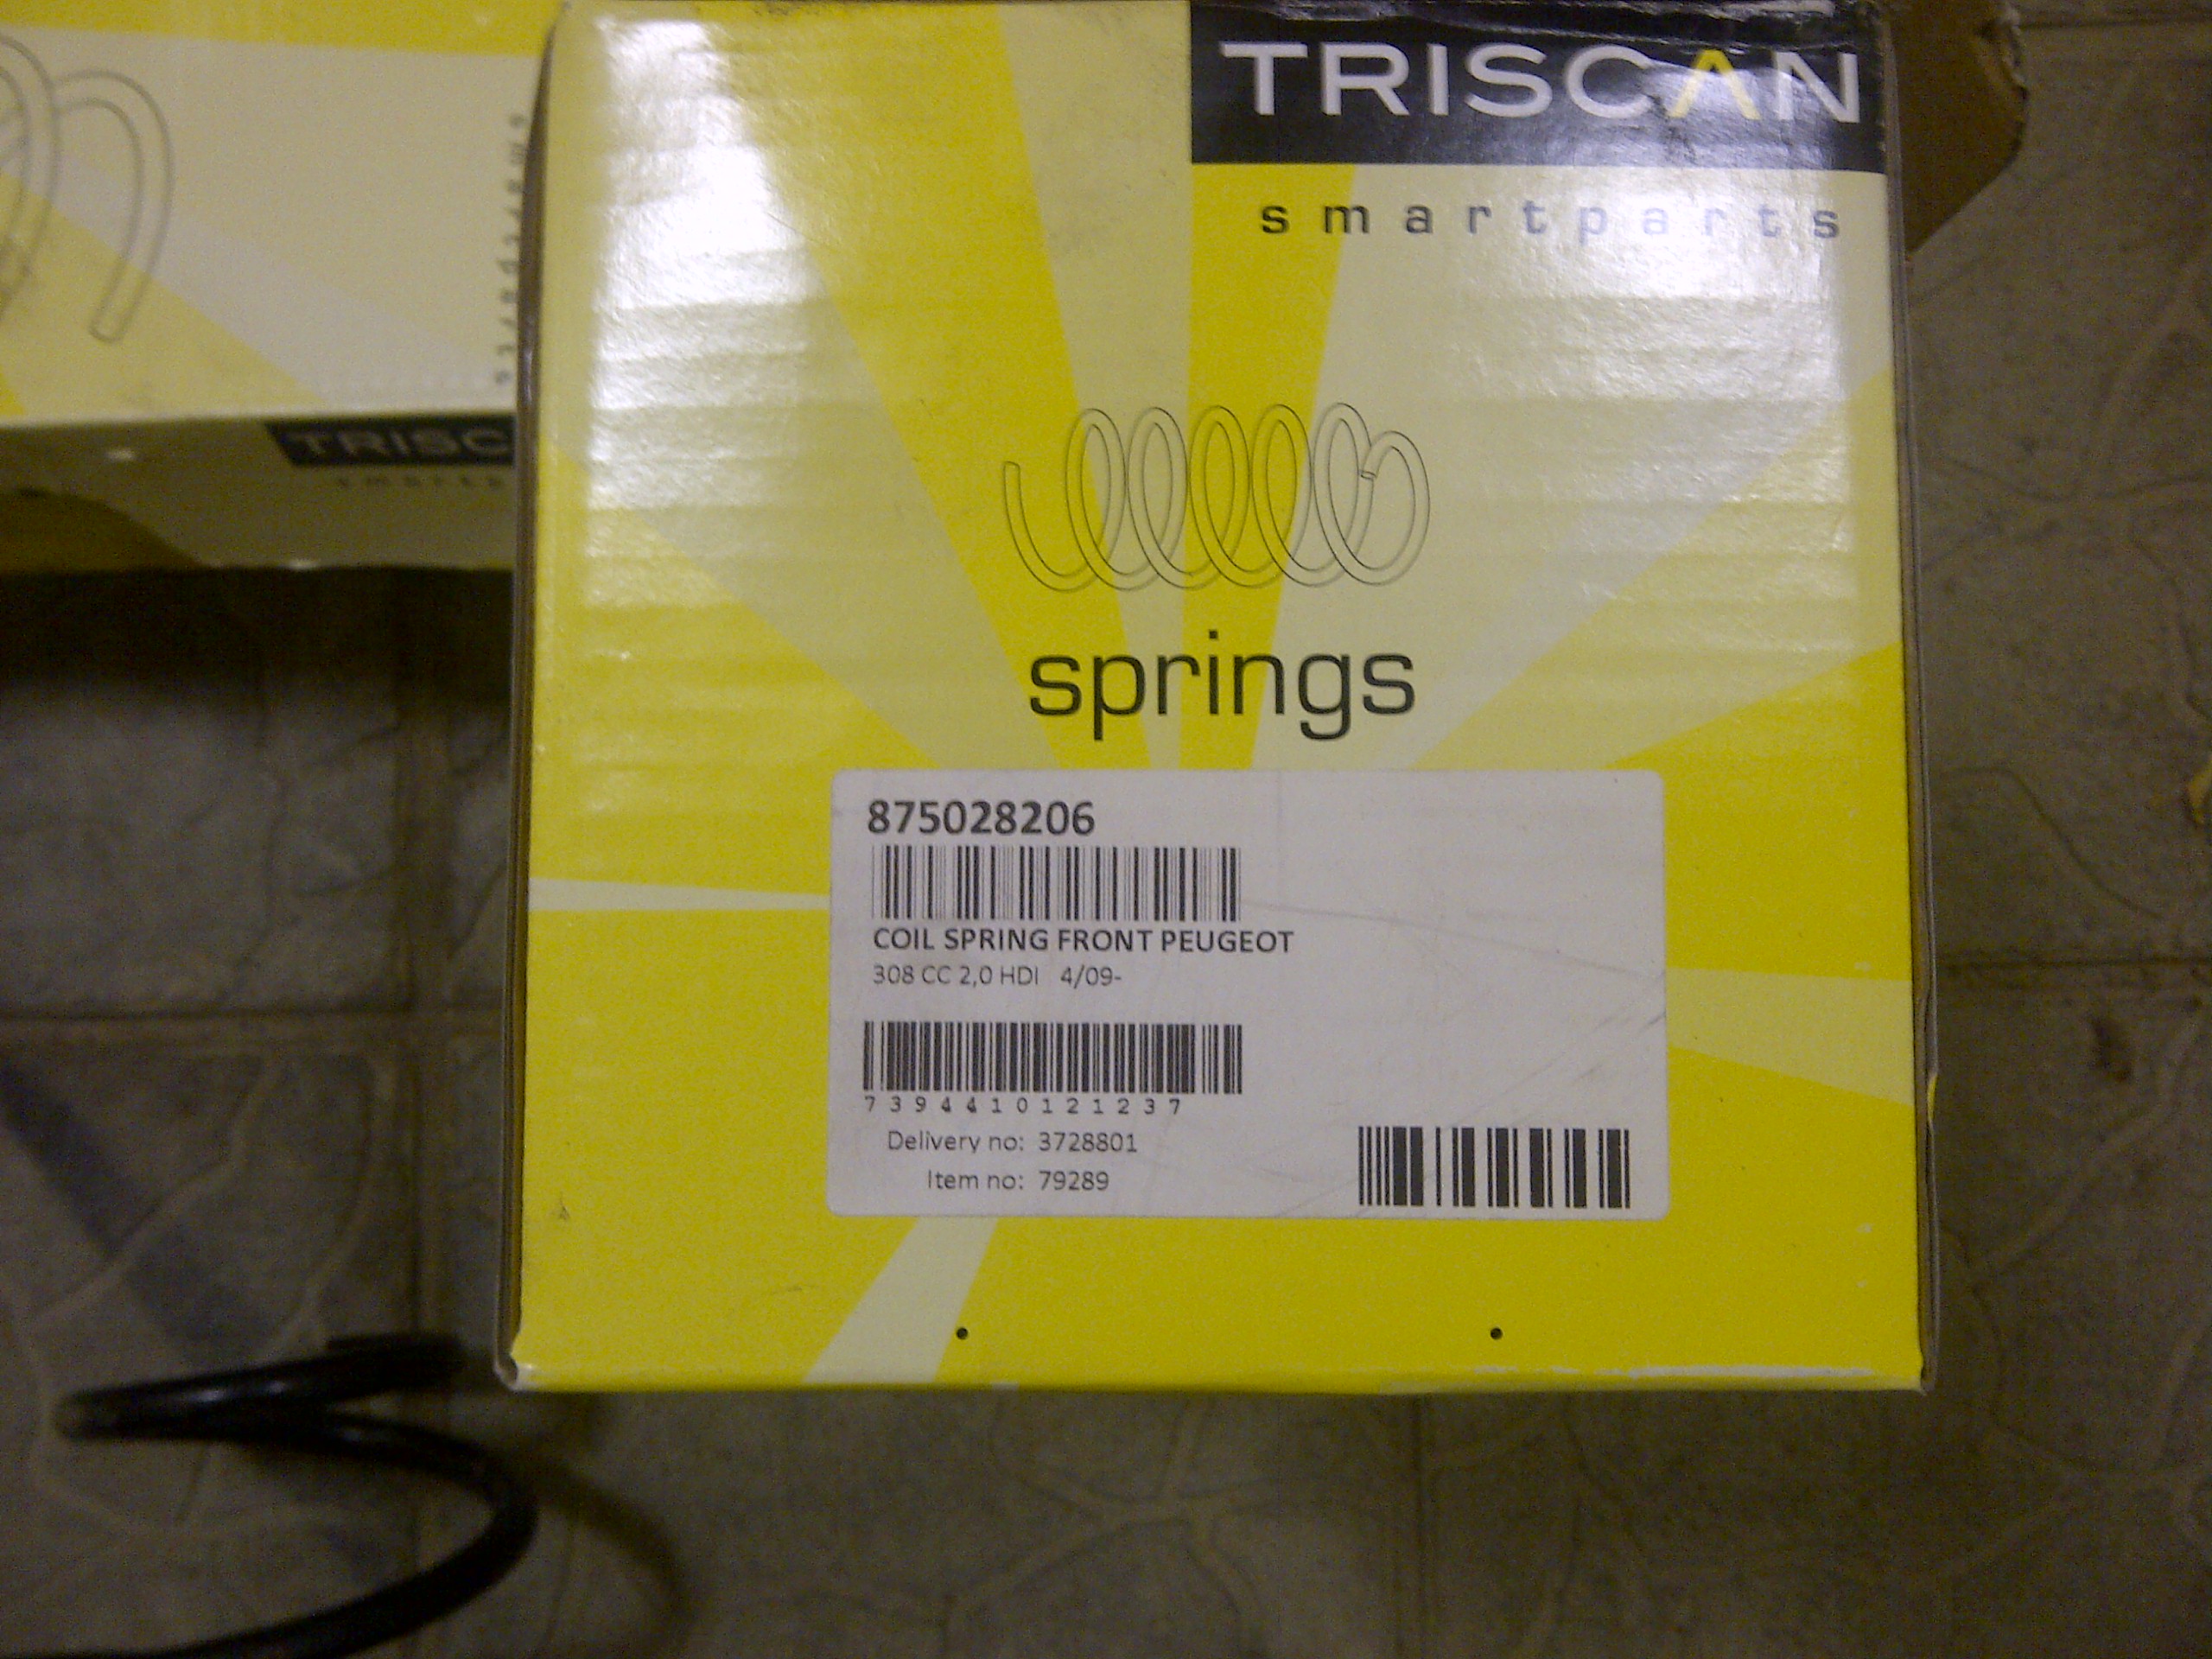 TRISCAN
smartparts
TRISC
springs
875028206
COIL SPRING FRONT PEUGEOT
308 CC 2,0 HDI 4/09-
7394410121237
Delivery no: 3728801
Item no: 79289